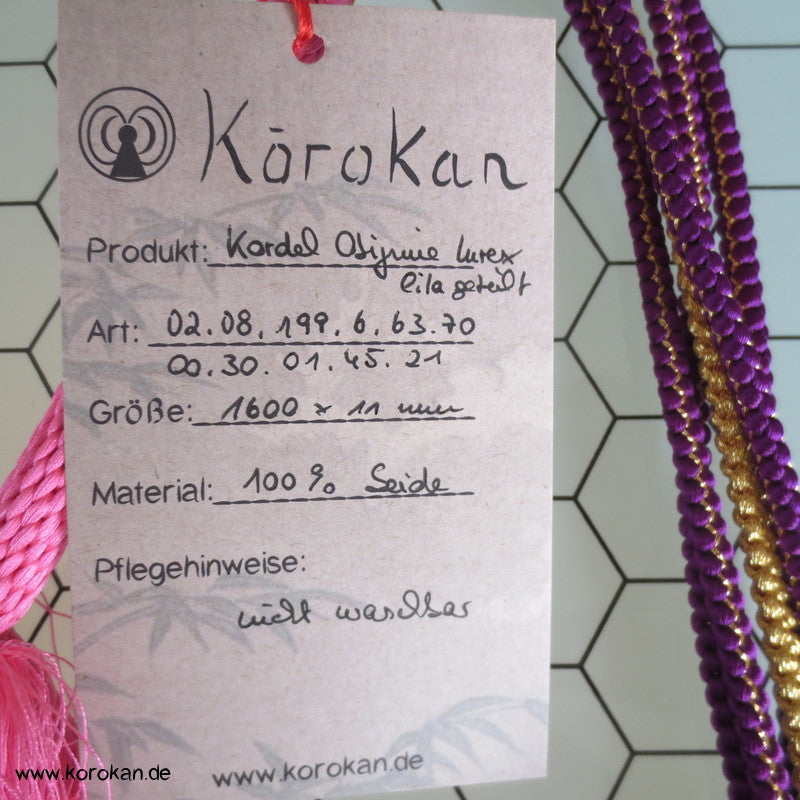 Kōrokan
Produkt: Kordel Obijime Lurex
lila geteilt
Art: 02.08.199.6.63.70
00.30.01.45.21
Größe: 1600 x 11 mm
Material: 100% Seide
Pflegehinweise:
nicht waschbar
www.korokan.de
www.korokan.de